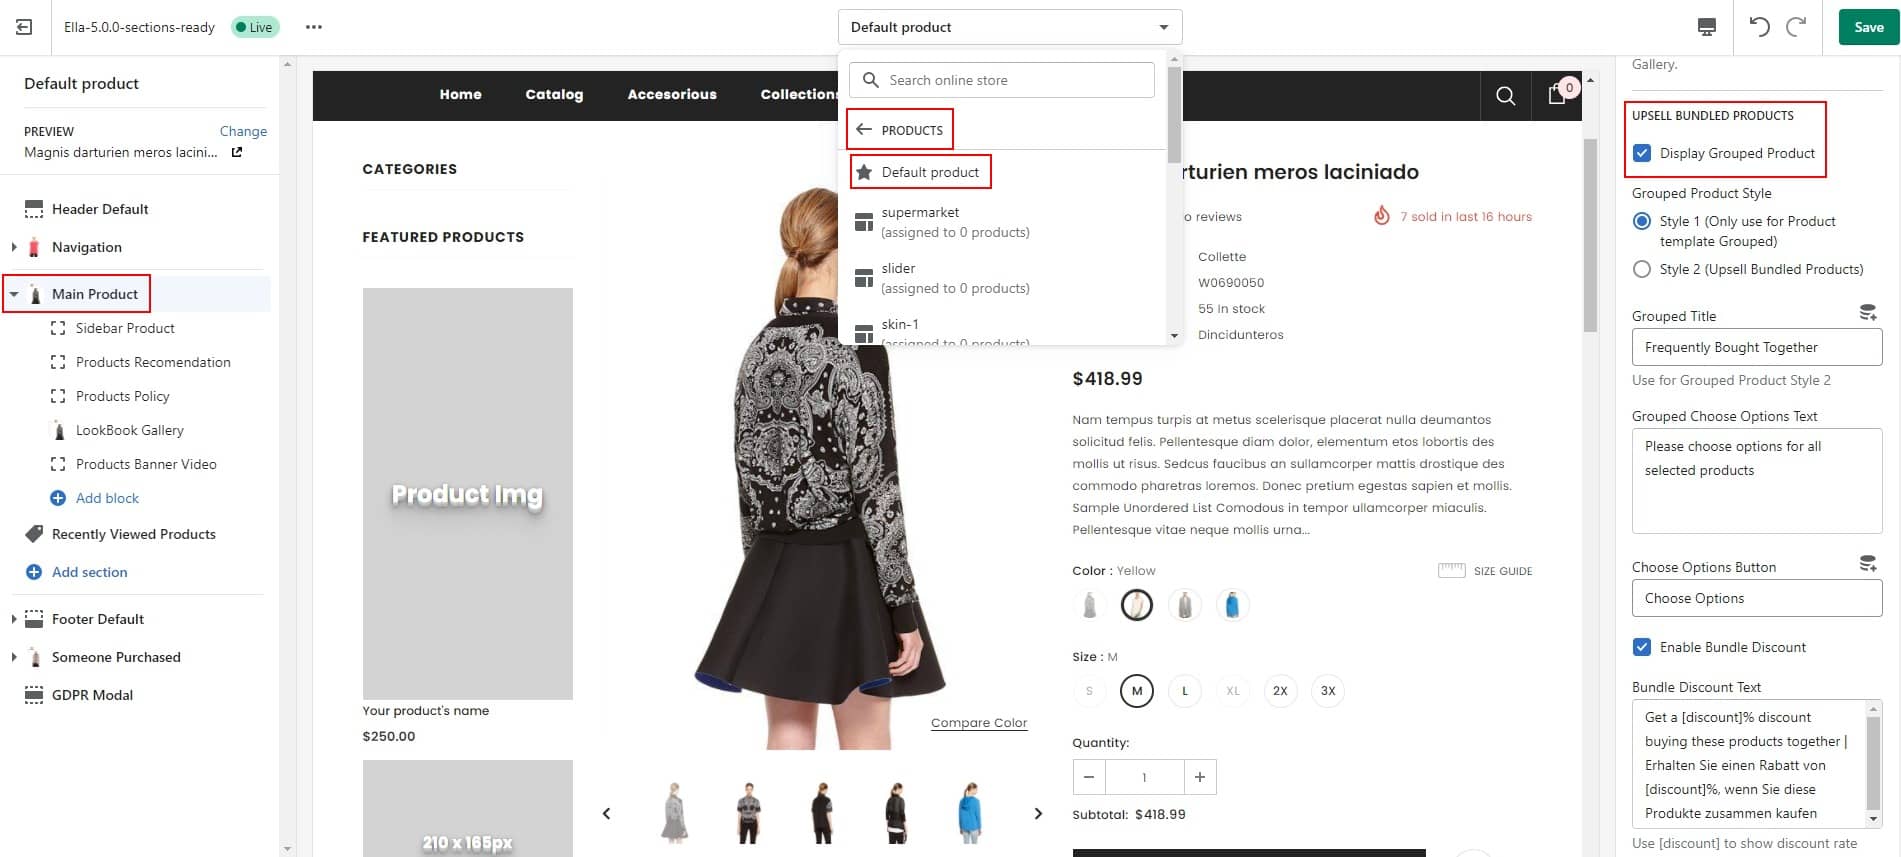 Ella-5.0.0-sections-ready
Live
Default product
Save
Default product
PREVIEW
Change
Magnis darturien meros lacini...
Header Default
Navigation
Main Product
Sidebar Product
Products Recomendation
Products Policy
LookBook Gallery
Products Banner Video
Add block
Recently Viewed Products
Add section
Footer Default
Someone Purchased
GDPR Modal
Home
Catalog
Accesorious
Collections
0
Search online store
PRODUCTS
Default product
supermarket
(assigned to 0 products)
slider
(assigned to 0 products)
skin-1
(assigned to 0 products)
CATEGORIES
FEATURED PRODUCTS
Product Img
Your product's name
$250.00
210 x 165px
Compare Color
rturien meros laciniado
o reviews
7 sold in last 16 hours
Collette
W0690050
55 In stock
Dincidunteros
$418.99
Nam tempus turpis at metus scelerisque placerat nulla deumantos
solicitud felis. Pellentesque diam dolor, elementum etos lobortis des
mollis ut risus. Sedcus faucibus an sullamcorper mattis drostique des
commodo pharetras loremos. Donec pretium egestas sapien et mollis.
Sample Unordered List Comodous in tempor ullamcorper miaculis.
Pellentesque vitae neque mollis urna...
Color : Yellow
SIZE GUIDE
Size : M
S
M
L
XL
2X
3X
Quantity:
1
Subtotal: $418.99
Gallery.
UPSELL BUNDLED PRODUCTS
Display Grouped Product
Grouped Product Style
Style 1 (Only use for Product
template Grouped)
Style 2 (Upsell Bundled Products)
Grouped Title
Frequently Bought Together
Use for Grouped Product Style 2
Grouped Choose Options Text
Please choose options for all
selected products
Choose Options Button
Choose Options
Enable Bundle Discount
Bundle Discount Text
Get a [discount]% discount
buying these products together |
Erhalten Sie einen Rabatt von
[discount]%, wenn Sie diese
Produkte zusammen kaufen
Use [discount] to show discount rate